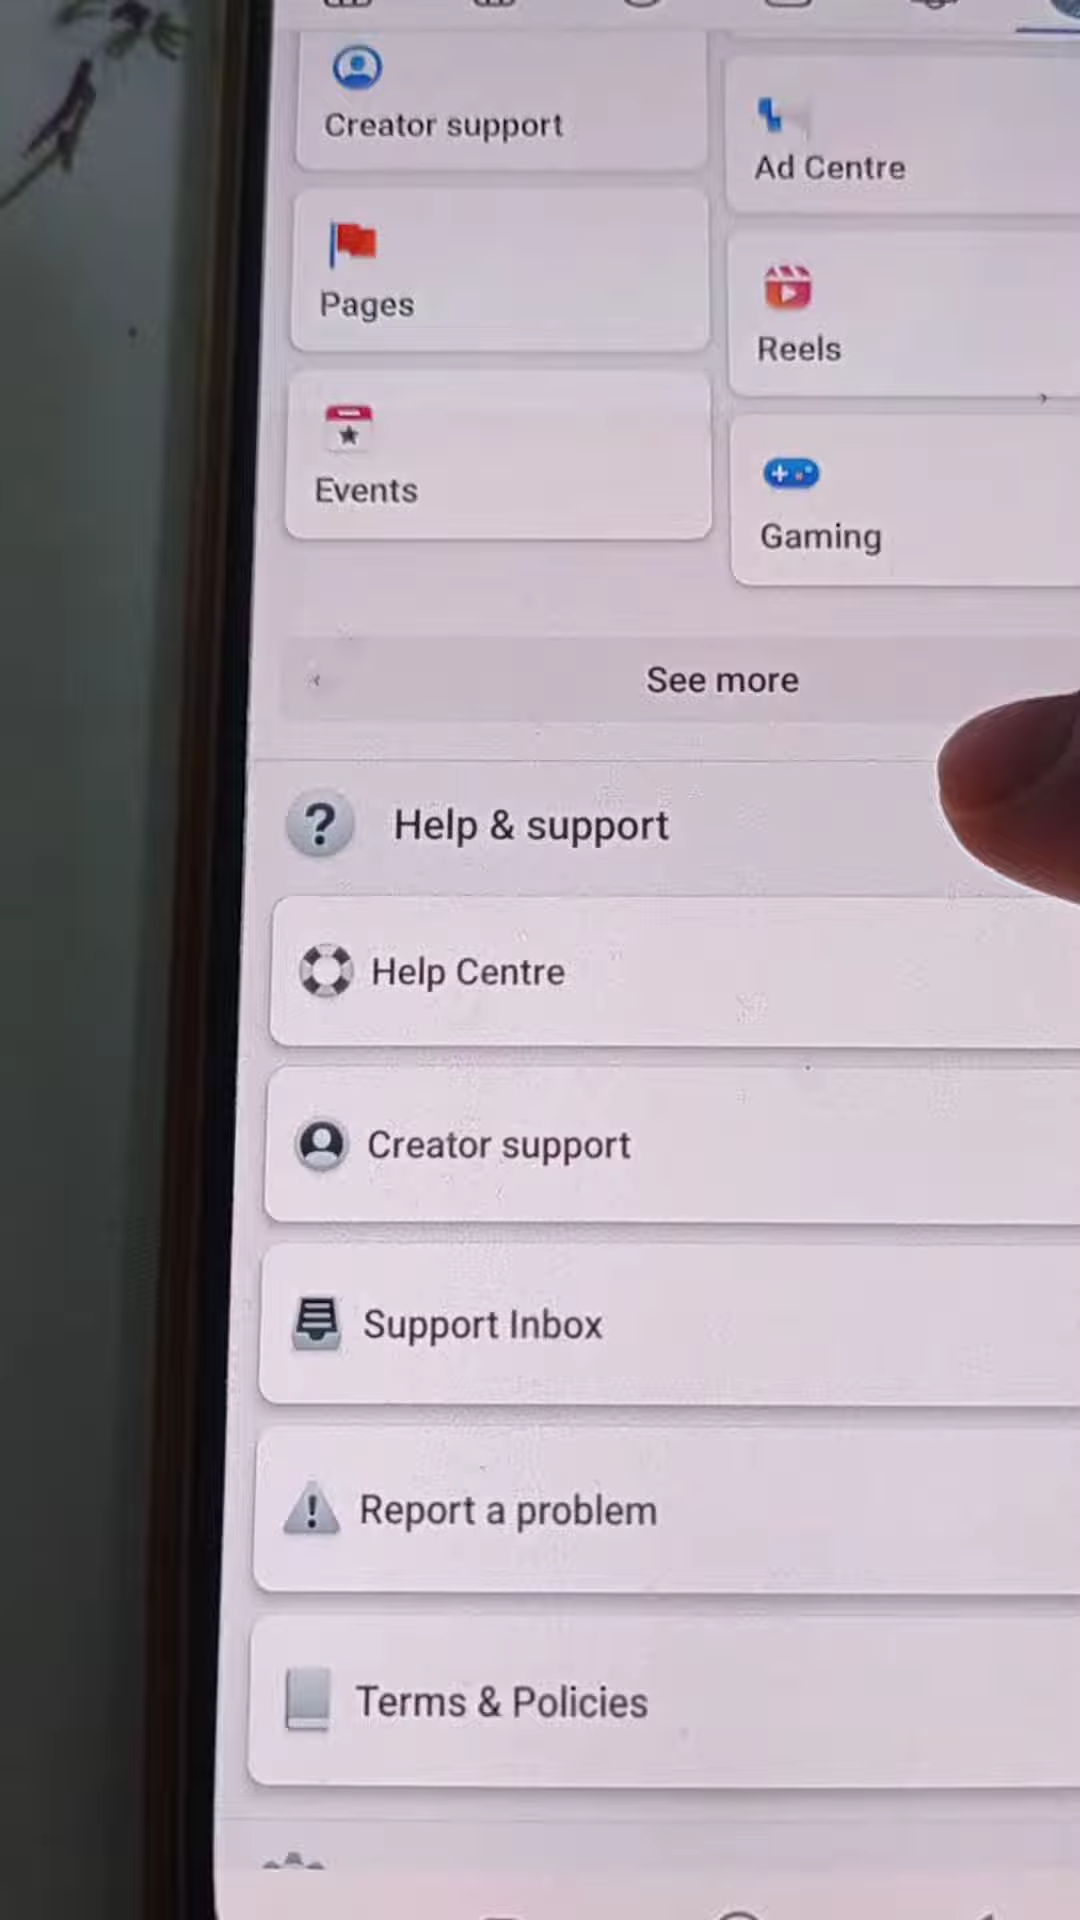 Creator support
Ad Centre
Pages
Reels
Events
Gaming
See more
Help & support
Help Centre
Creator support
Support Inbox
Report a problem
Terms & Policies